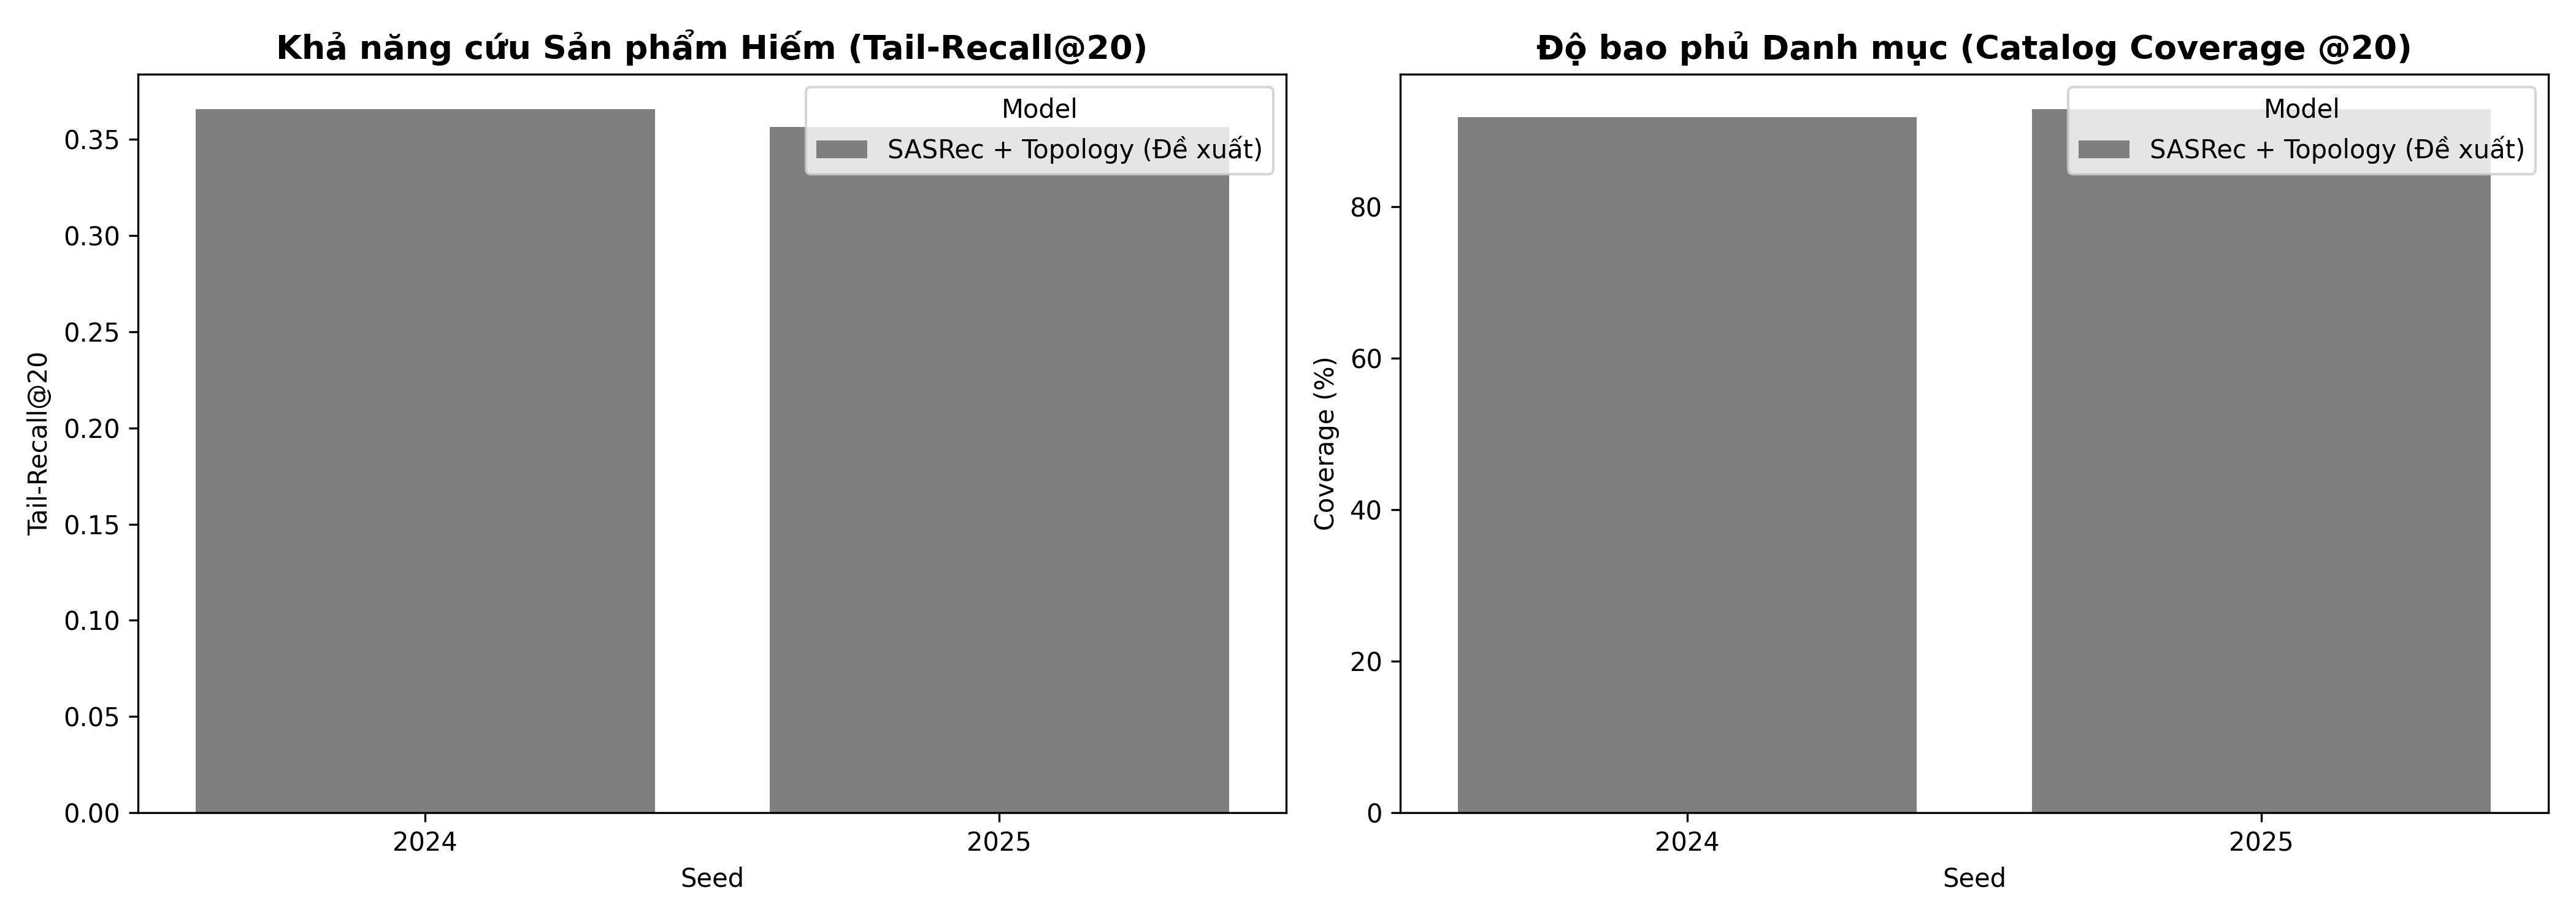 Khả năng cứu Sản phẩm Hiếm (Tail-Recall@20)
Model
SASRec + Topology (Đề xuất)
Tail-Recall@20
0.35
0.30
0.25
0.20
0.15
0.10
0.05
0.00
2024
2025
Seed
Độ bao phủ Danh mục (Catalog Coverage @20)
Model
SASRec + Topology (Đề xuất)
Coverage (%)
80
60
40
20
0
2024
2025
Seed